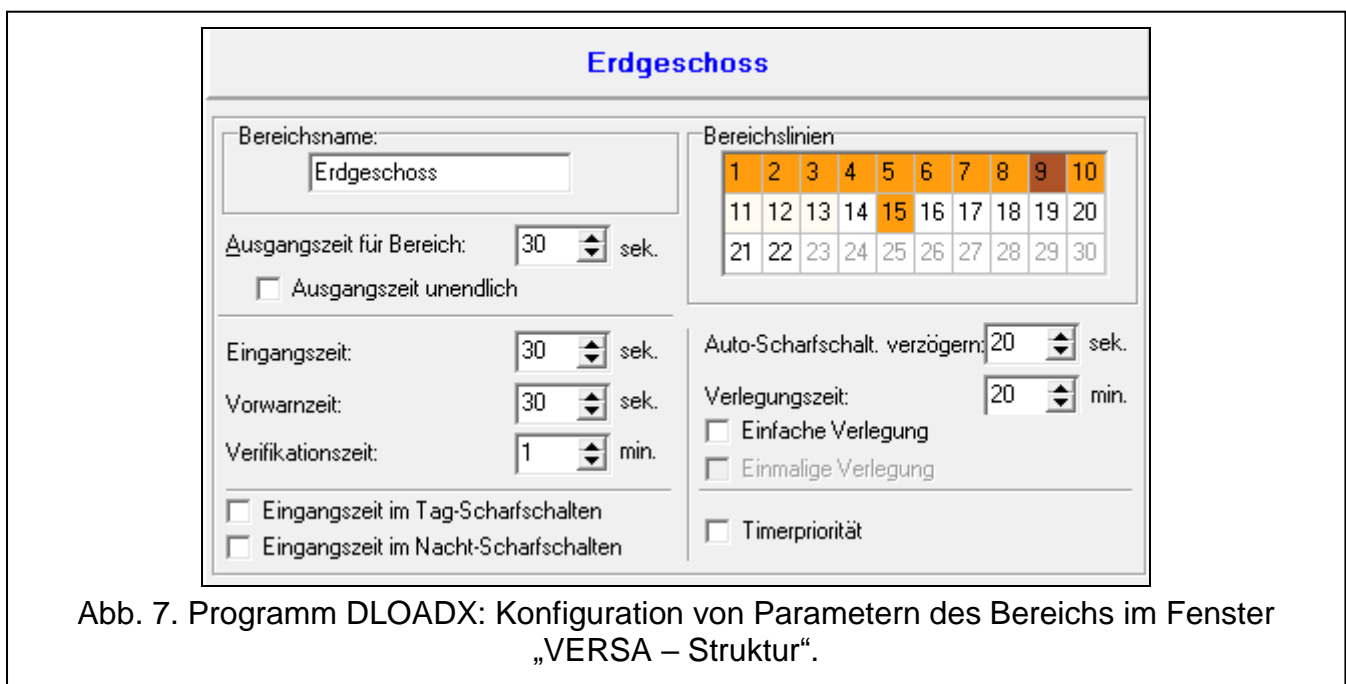 Erdgeschoss
Bereichsname:
Erdgeschoss
Ausgangszeit für Bereich: 30 sek.
Ausgangszeit unendlich
Eingangszeit: 30 sek.
Vorwarnzeit: 30 sek.
Verifikationszeit: 1 min.
Eingangszeit im Tag-Scharfschalten
Eingangszeit im Nacht-Scharfschalten
Bereichslinien
1 2 3 4 5 6 7 8 9 10
11 12 13 14 15 16 17 18 19 20
21 22 23 24 25 26 27 28 29 30
Auto-Scharfschalt. verzögern: 20 sek.
Verlegungszeit: 20 min.
Einfache Verlegung
Einmalige Verlegung
Timerpriorität
Abb. 7. Programm DLOADX: Konfiguration von Parametern des Bereichs im Fenster
„VERSA – Struktur“.